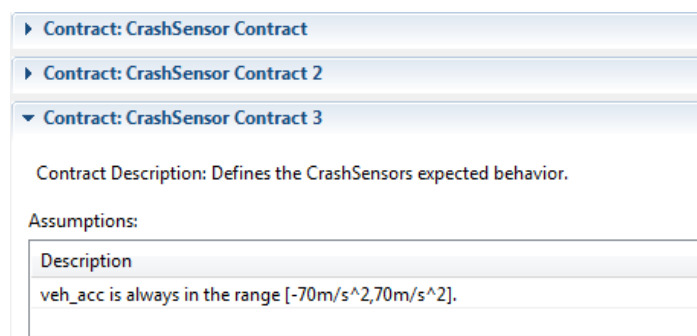 Contract: CrashSensor Contract
Contract: CrashSensor Contract 2
Contract: CrashSensor Contract 3
Contract Description: Defines the CrashSensors expected behavior.
Assumptions:
Description
veh_acc is always in the range [-70m/s^2,70m/s^2].